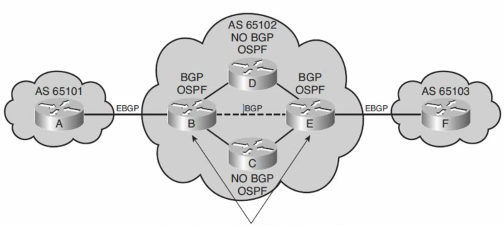 AS 65102
NO BGP
OSPF
D
AS 65101
A
EBGP
BGP
OSPF
B
IBGP
BGP
OSPF
E
EBGP
AS 65103
F
C
NO BGP
OSPF